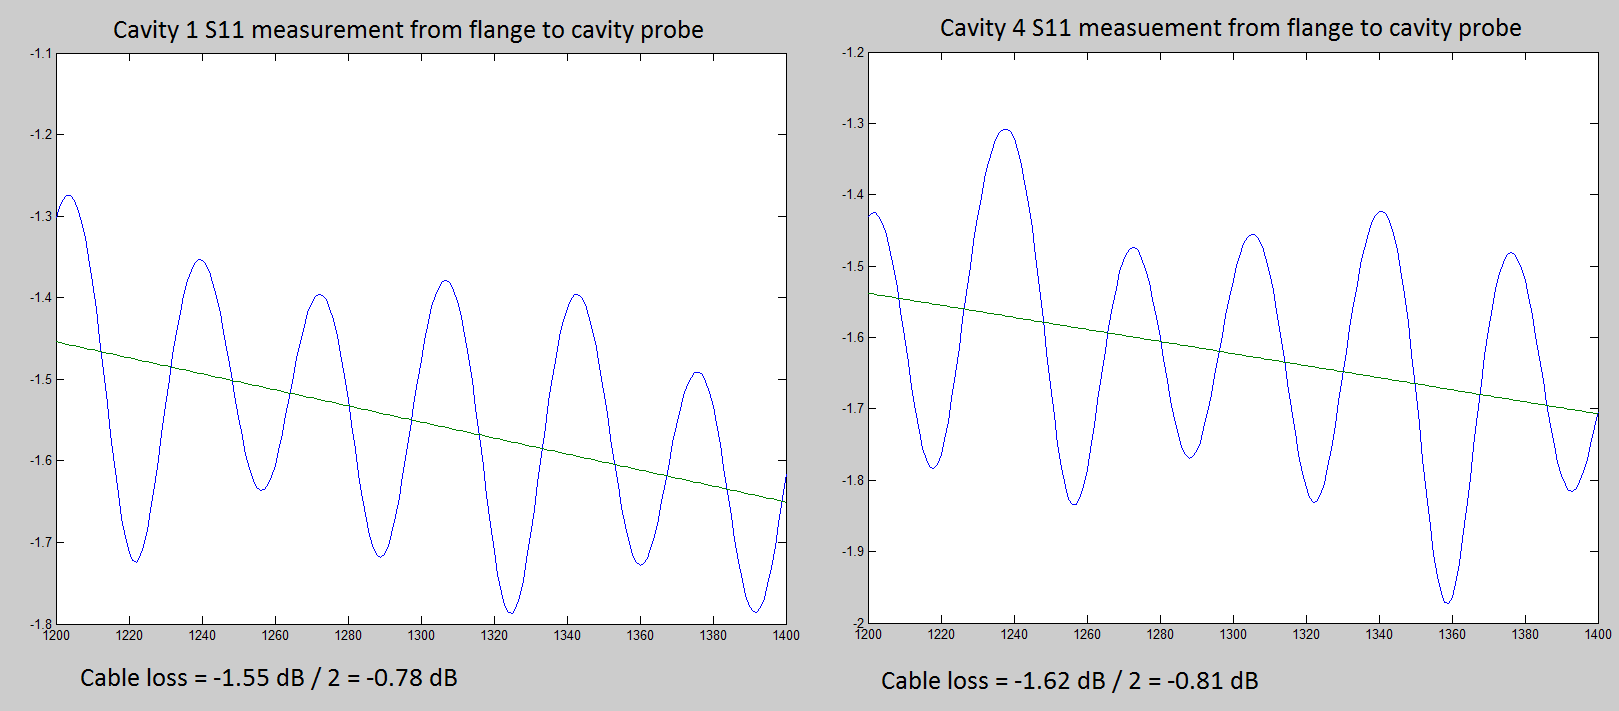 Cavity 1 S11 measurement from flange to cavity probe
-1.1
-1.2
-1.3
-1.4
-1.5
-1.6
-1.7
-1.8
1200 1220 1240 1260 1280 1300 1320 1340 1360 1380 1400
Cable loss = -1.55 dB / 2 = -0.78 dB
Cavity 4 S11 measuement from flange to cavity probe
-1.2
-1.3
-1.4
-1.5
-1.6
-1.7
-1.8
-1.9
-2
1200 1220 1240 1260 1280 1300 1320 1340 1360 1380 1400
Cable loss = -1.62 dB / 2 = -0.81 dB